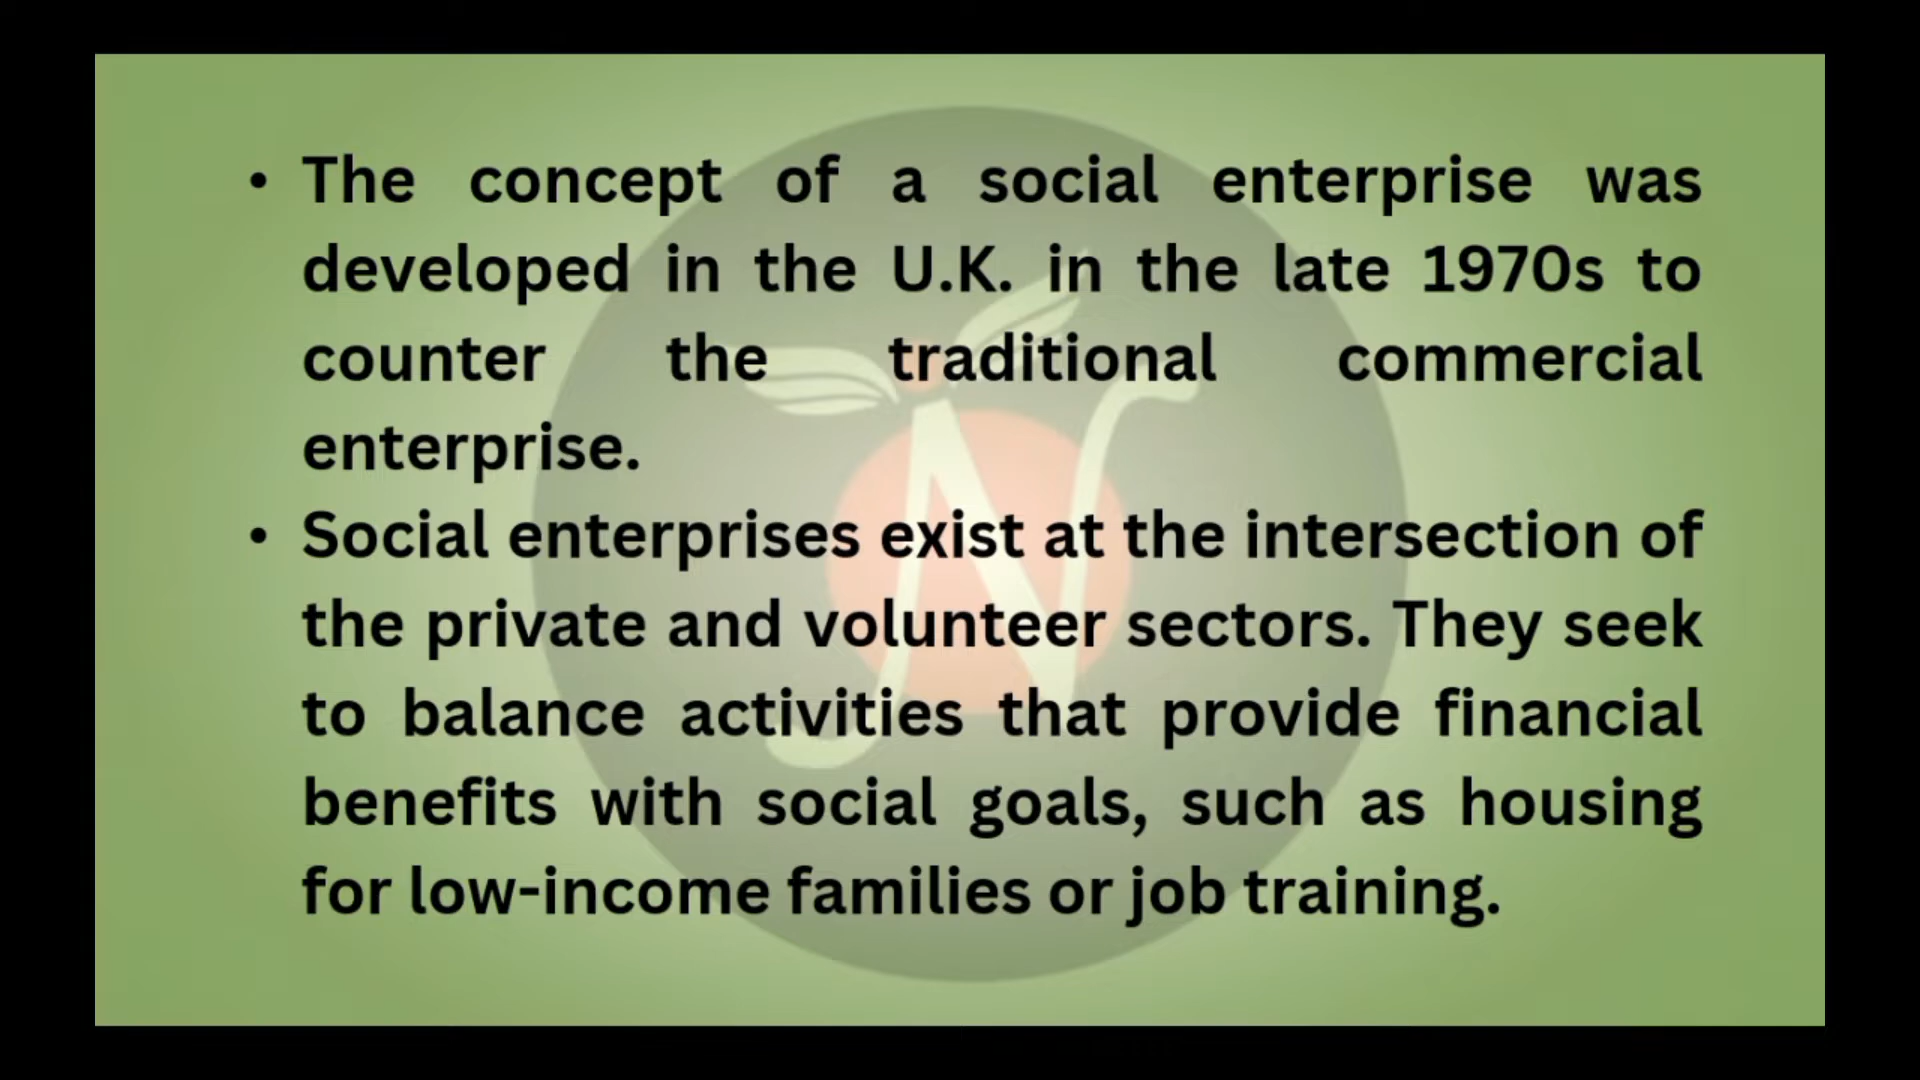 • The concept of a social enterprise was
developed in the U.K. in the late 1970s to
counter the traditional commercial
enterprise.
• Social enterprises exist at the intersection of
the private and volunteer sectors. They seek
to balance activities that provide financial
benefits with social goals, such as housing
for low-income families or job training.